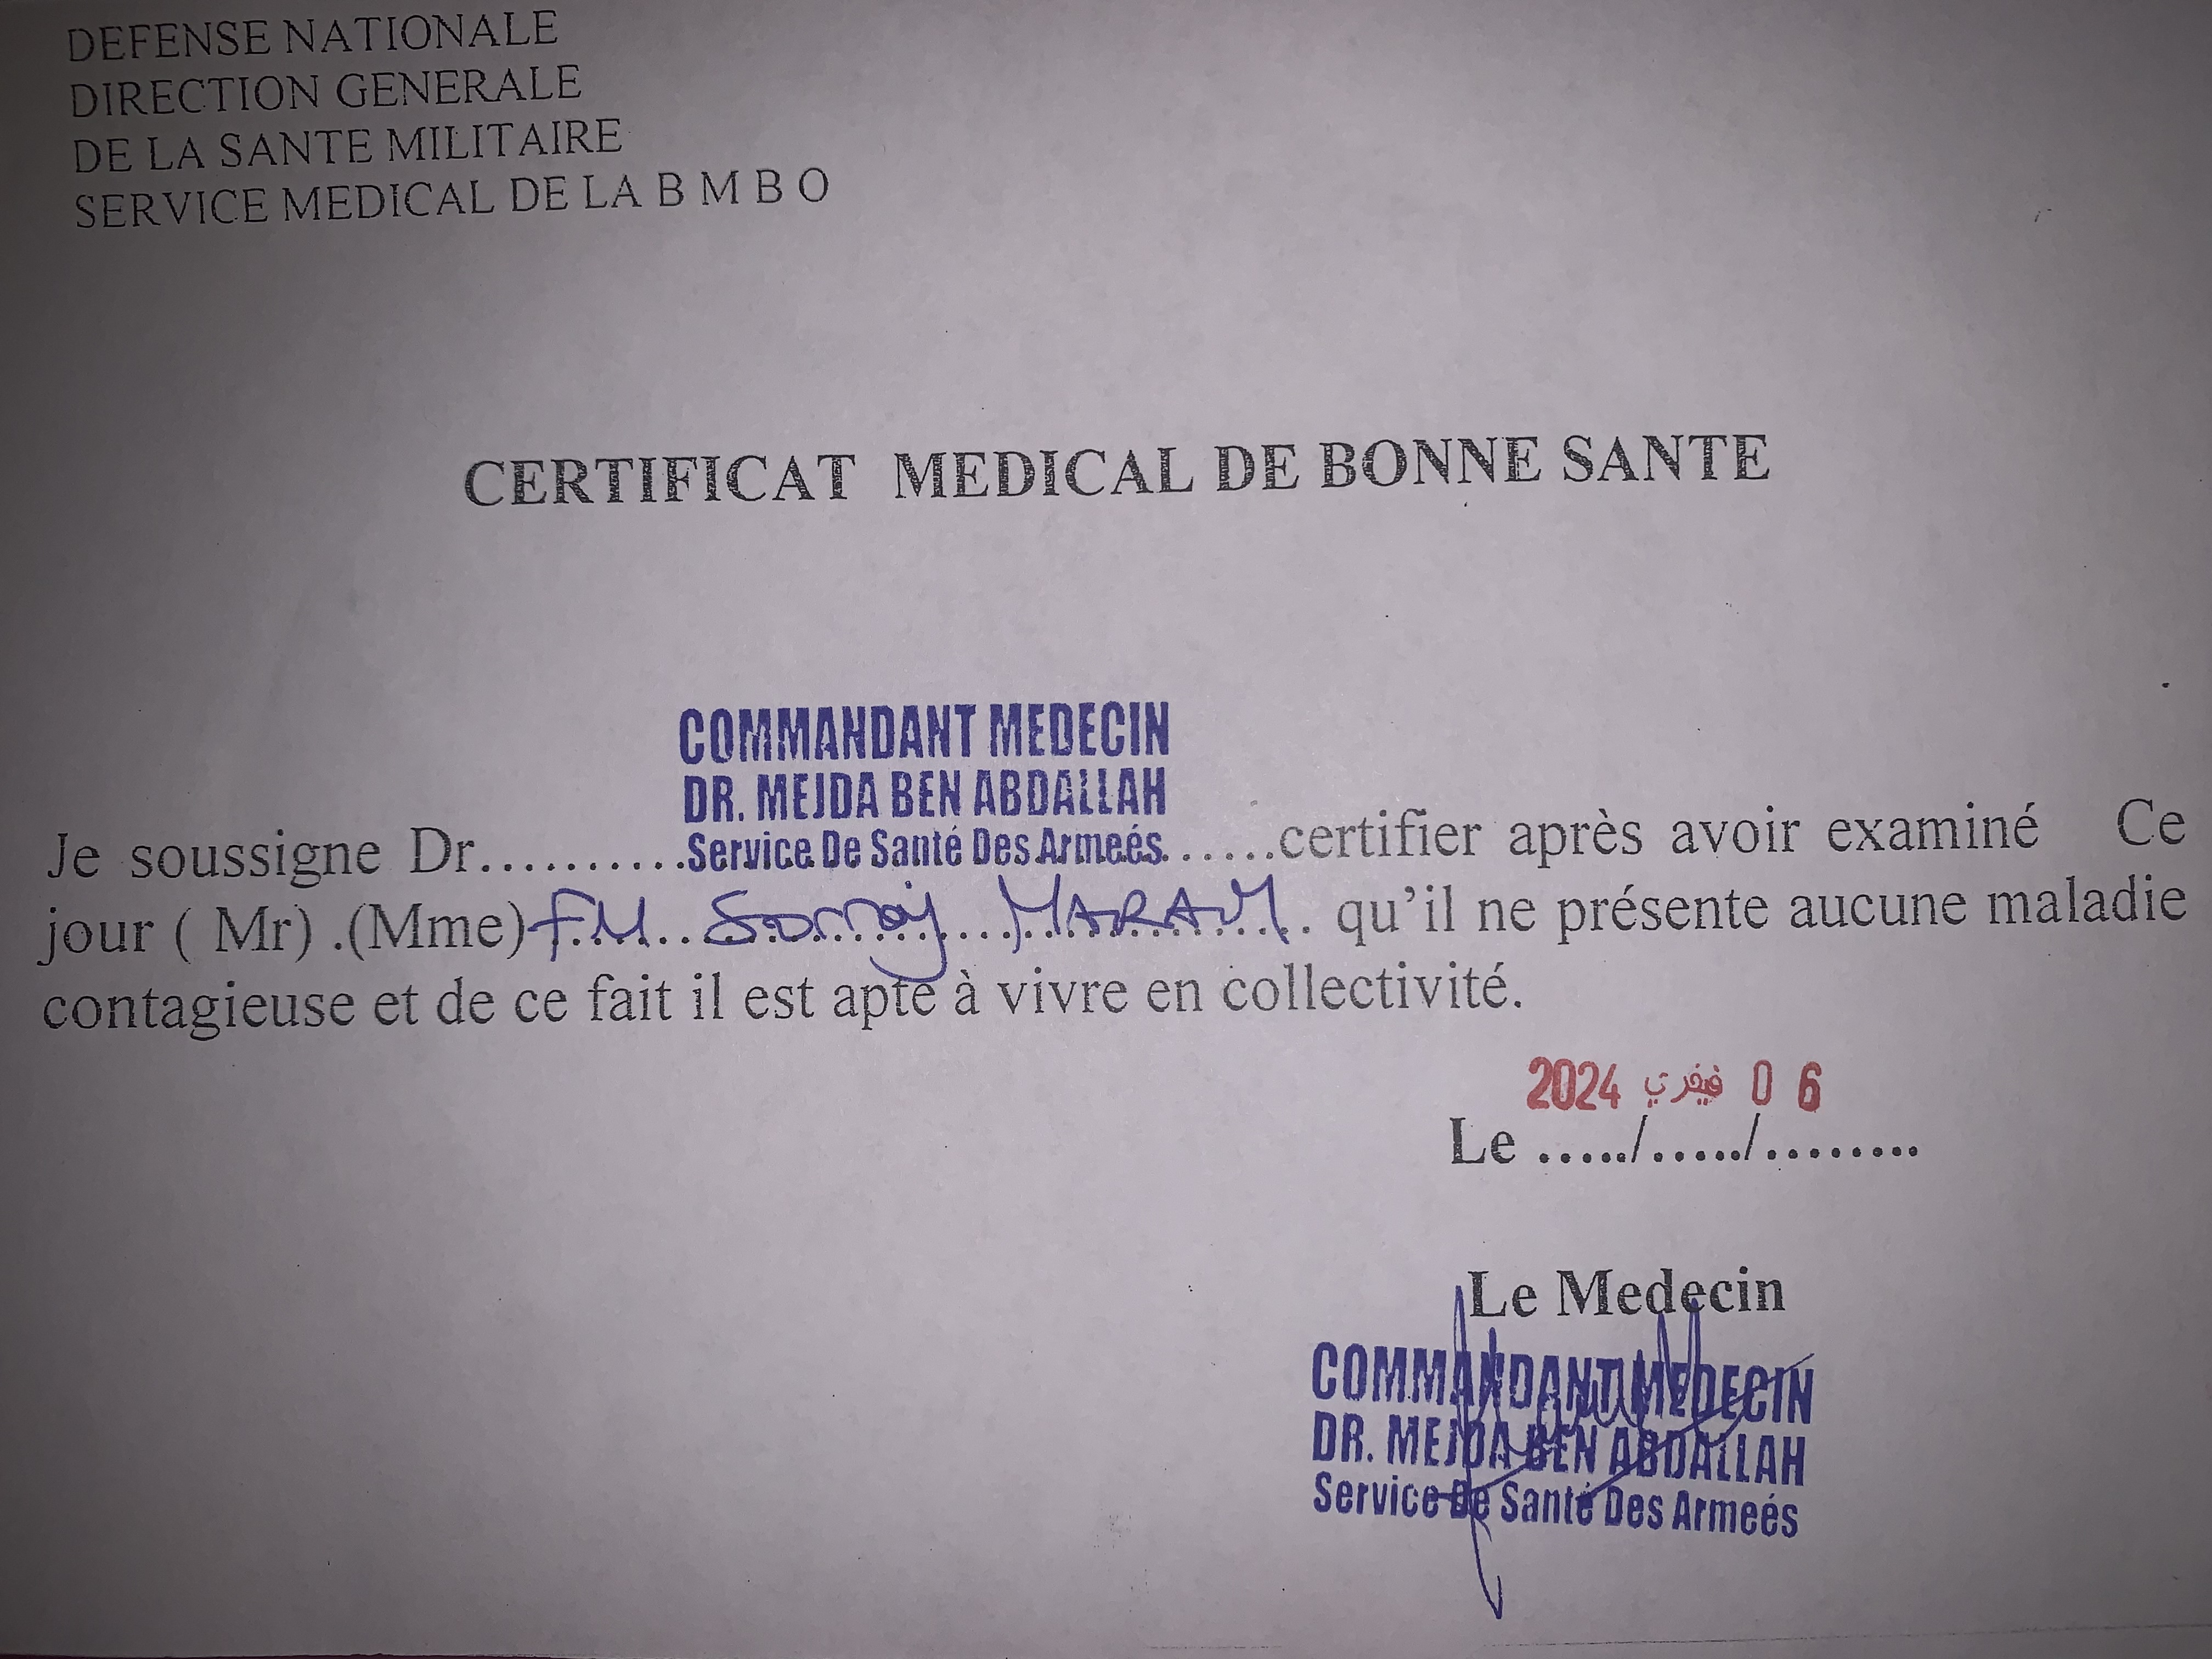 DEFENSE NATIONALE
DIRECTION GENERALE
DE LA SANTE MILITAIRE
SERVICE MEDICAL DE LA B M B O
CERTIFICAT MEDICAL DE BONNE SANTE
COMMANDANT MEDECIN
DR. MEJDA BEN ABDALLAH
Service De Santé Des Armeés
Je soussigne Dr.......... ......certifier après avoir examiné Ce
jour ( Mr) .(Mme) F.M MARAM. qu'il ne présente aucune maladie
contagieuse et de ce fait il est apte à vivre en collectivité.
06 فيفري 2024
Le ...../...../........
Le Medecin
COMMANDANT MEDECIN
DR. MEJDA BEN ABDALLAH
Service De Santé Des Armeés